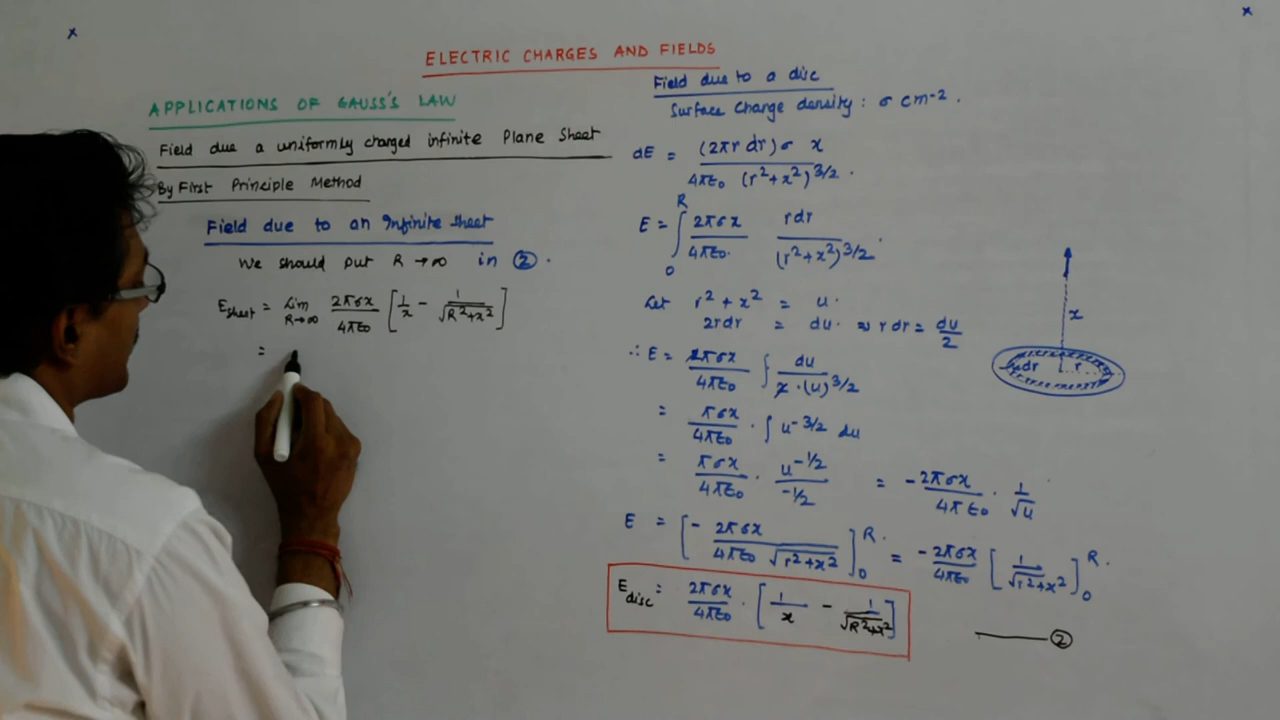 ELECTRIC CHARGES AND FIELDS
APPLICATIONS OF GAUSS'S LAW
Field due a uniformly charged infinite Plane Sheet
By First Principle Method
Field due to an Infinite sheet
We should put R → ∞ in ②.
E_sheet = Lim_{R→∞} 2πσx/4πε₀ [1/x - 1/√(R²+x²)]
=
Field due to a disc
Surface Charge density : σ cm⁻².
dE = (2πr dr)σ x / 4πε₀ (r²+x²)^3/2.
E = ∫₀^R 2πσx/4πε₀. rdr/(r²+x²)^3/2.
Let r²+x² = u.
2rdr = du. ⇒ r dr = du/2
∴ E = 2πσx/4πε₀ ∫ du/2.(u)^3/2
= πσx/4πε₀ . ∫ u^-3/2 du
= πσx/4πε₀ . u^-1/2/-1/2 = -2πσx/4πε₀ . 1/√u
E = [- 2πσx/4πε₀ √(r²+x²)]₀^R. = -2πσx/4πε₀ [1/√(r²+x²)]₀^R.
E_disc = 2πσx/4πε₀ . [1/x - 1/√(R²+x²)] —— ②
x
dr r